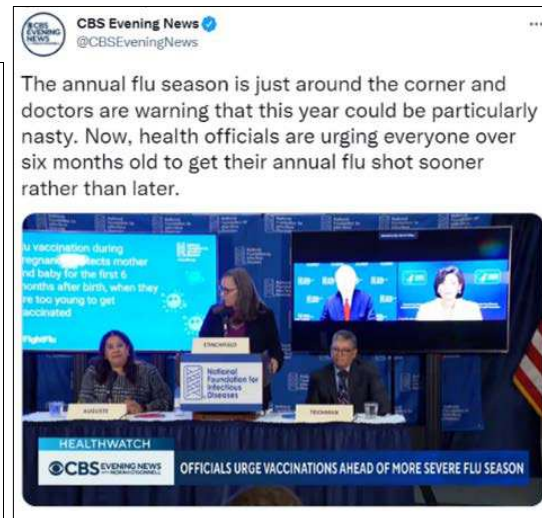 CBS Evening News
@CBSEveningNews
The annual flu season is just around the corner and
doctors are warning that this year could be particularly
nasty. Now, health officials are urging everyone over
six months old to get their annual flu shot sooner
rather than later.
u vaccination during
mother
nd baby for the first 6
onths after birth, when they
re too young to get
accinated
National
Foundation for
Infectious
Diseases
HEALTHWATCH
CBS EVENING NEWS
OFFICIALS URGE VACCINATIONS AHEAD OF MORE SEVERE FLU SEASON